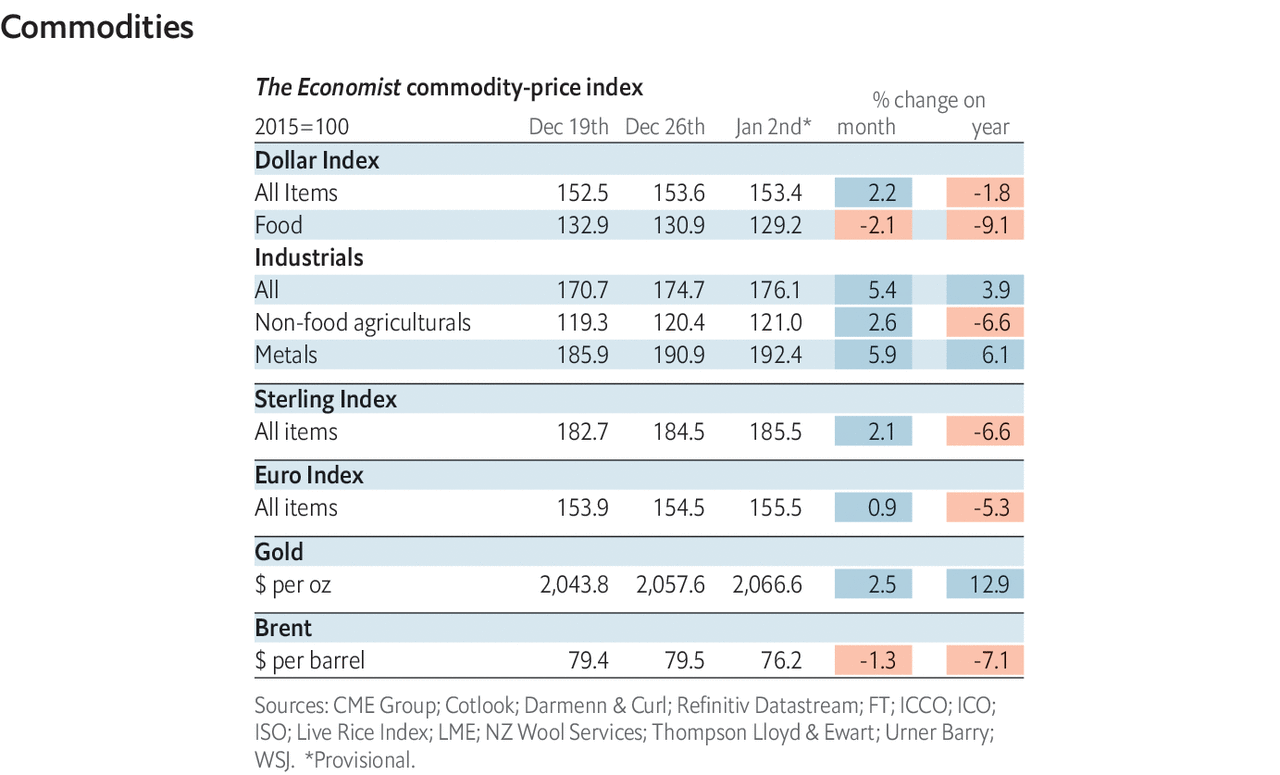 Commodities
The Economist commodity-price index
% change on
2015=100 Dec 19th Dec 26th Jan 2nd* month year
Dollar Index
All Items 152.5 153.6 153.4 2.2 -1.8
Food 132.9 130.9 129.2 -2.1 -9.1
Industrials
All 170.7 174.7 176.1 5.4 3.9
Non-food agriculturals 119.3 120.4 121.0 2.6 -6.6
Metals 185.9 190.9 192.4 5.9 6.1
Sterling Index
All items 182.7 184.5 185.5 2.1 -6.6
Euro Index
All items 153.9 154.5 155.5 0.9 -5.3
Gold
$ per oz 2,043.8 2,057.6 2,066.6 2.5 12.9
Brent
$ per barrel 79.4 79.5 76.2 -1.3 -7.1
Sources: CME Group; Cotlook; Darmenn & Curl; Refinitiv Datastream; FT; ICCO; ICO;
ISO; Live Rice Index; LME; NZ Wool Services; Thompson Lloyd & Ewart; Urner Barry;
WSJ. *Provisional.